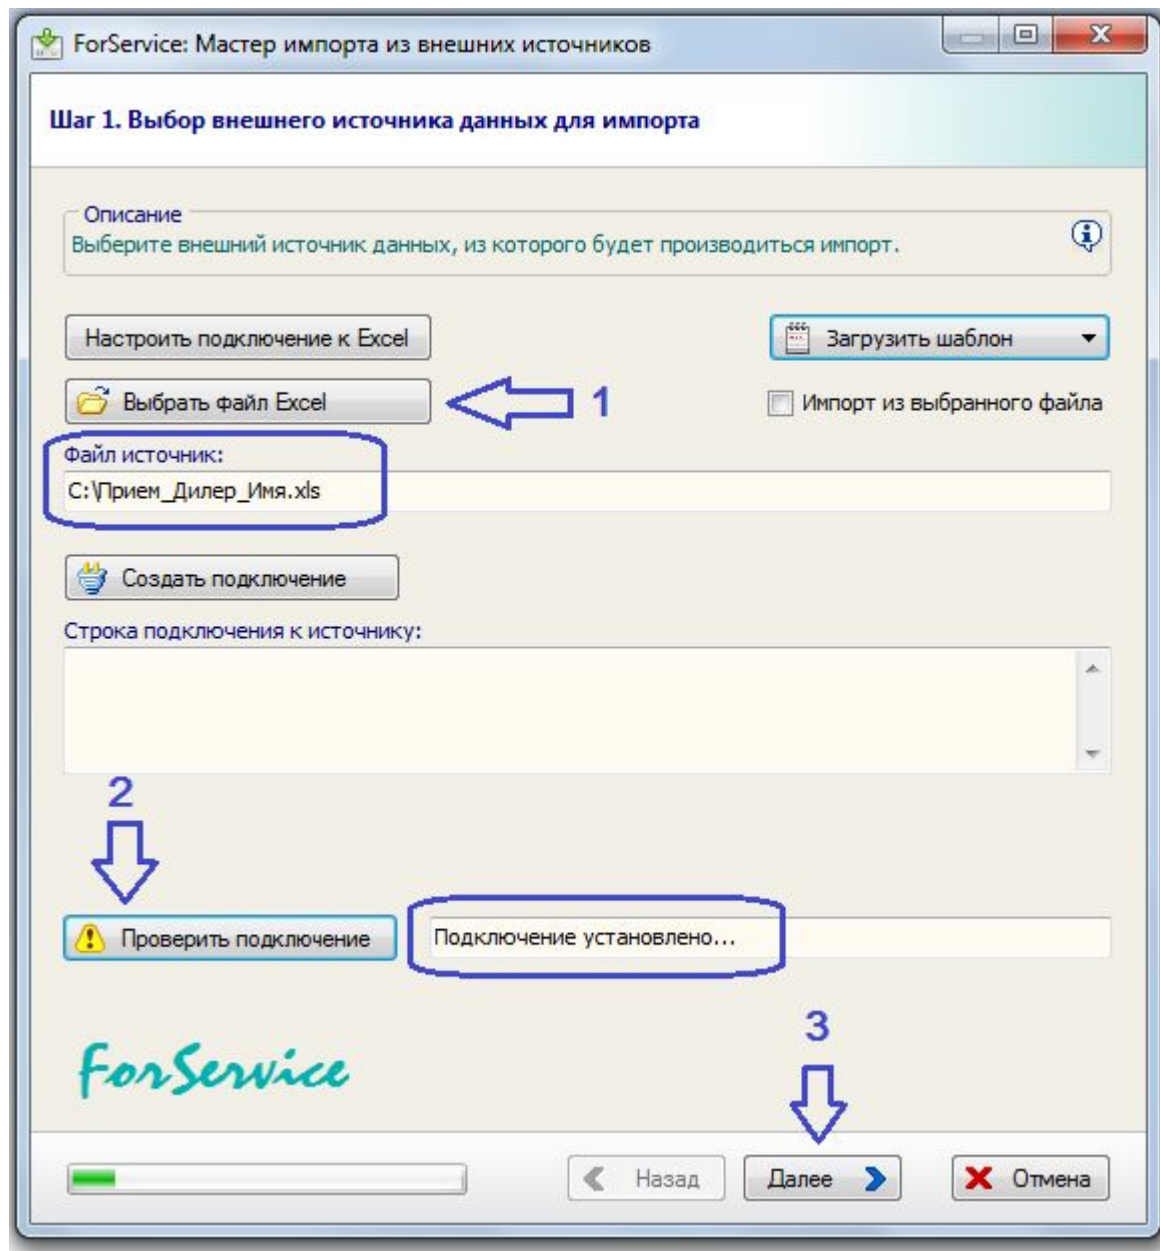 ForService: Мастер импорта из внешних источников
Шаг 1. Выбор внешнего источника данных для импорта
Описание
Выберите внешний источник данных, из которого будет производиться импорт.
Настроить подключение к Excel
Загрузить шаблон
Выбрать файл Excel
1
Импорт из выбранного файла
Файл источник:
C:\Прием_Дилер_Имя.xls
Создать подключение
Строка подключения к источнику:
2
Проверить подключение
Подключение установлено...
3
ForService
Назад
Далее
Отмена